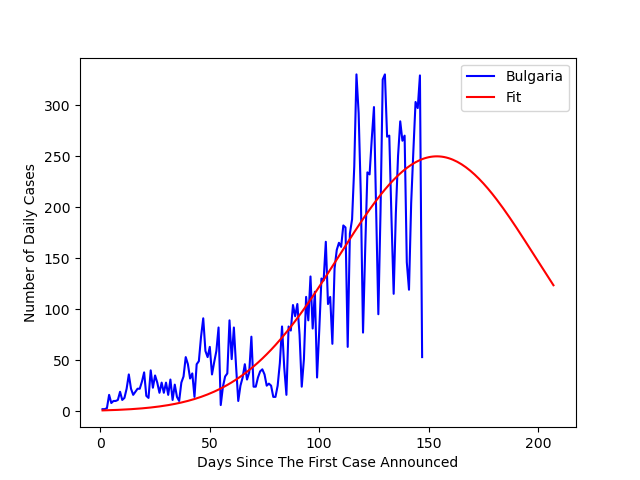 Bulgaria
Fit
Number of Daily Cases
300
250
200
150
100
50
0
0 50 100 150 200
Days Since The First Case Announced